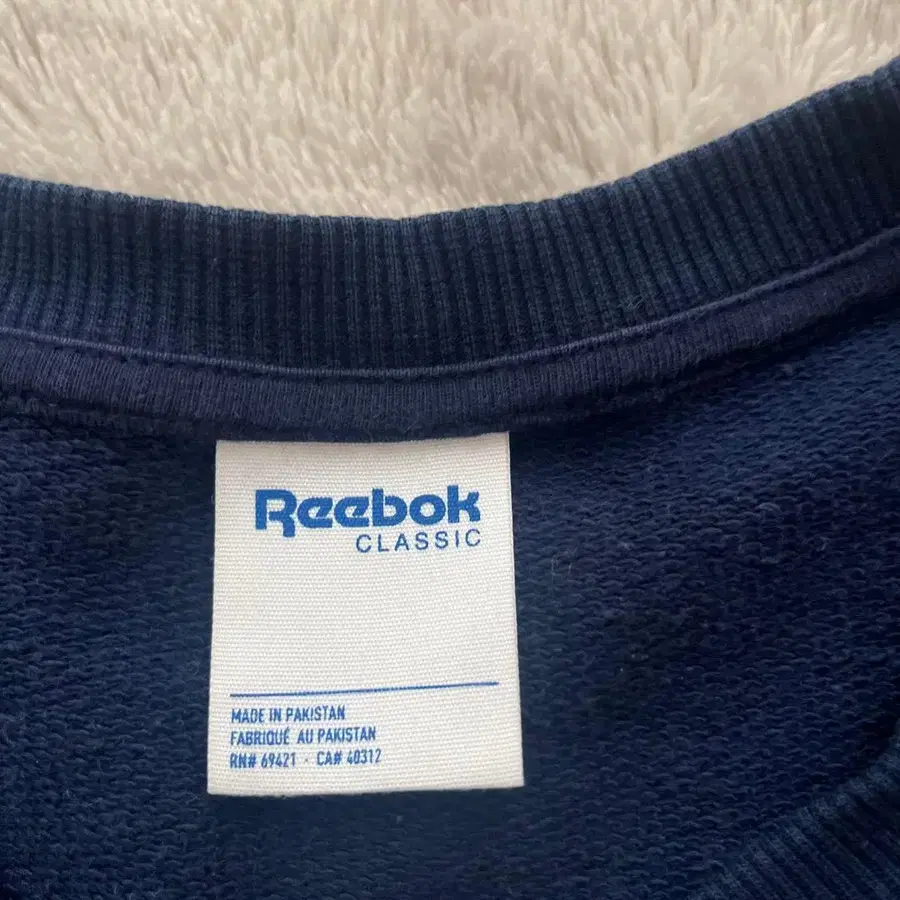 Reebok
CLASSIC
MADE IN PAKISTAN
FABRIQUÉ AU PAKISTAN
RN# 69421 · CA# 40312